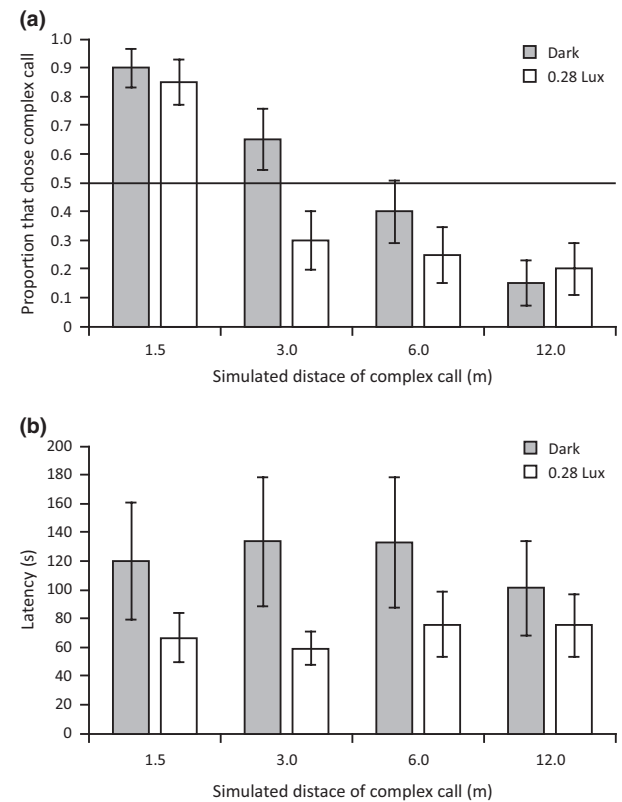 (a)
1.0
0.9
0.8
0.7
0.6
0.5
0.4
0.3
0.2
0.1
0
Proportion that chose complex call
Dark
0.28 Lux
1.5 3.0 6.0 12.0
Simulated distace of complex call (m)
(b)
200
180
160
140
120
100
80
60
40
20
0
Latency (s)
Dark
0.28 Lux
1.5 3.0 6.0 12.0
Simulated distace of complex call (m)